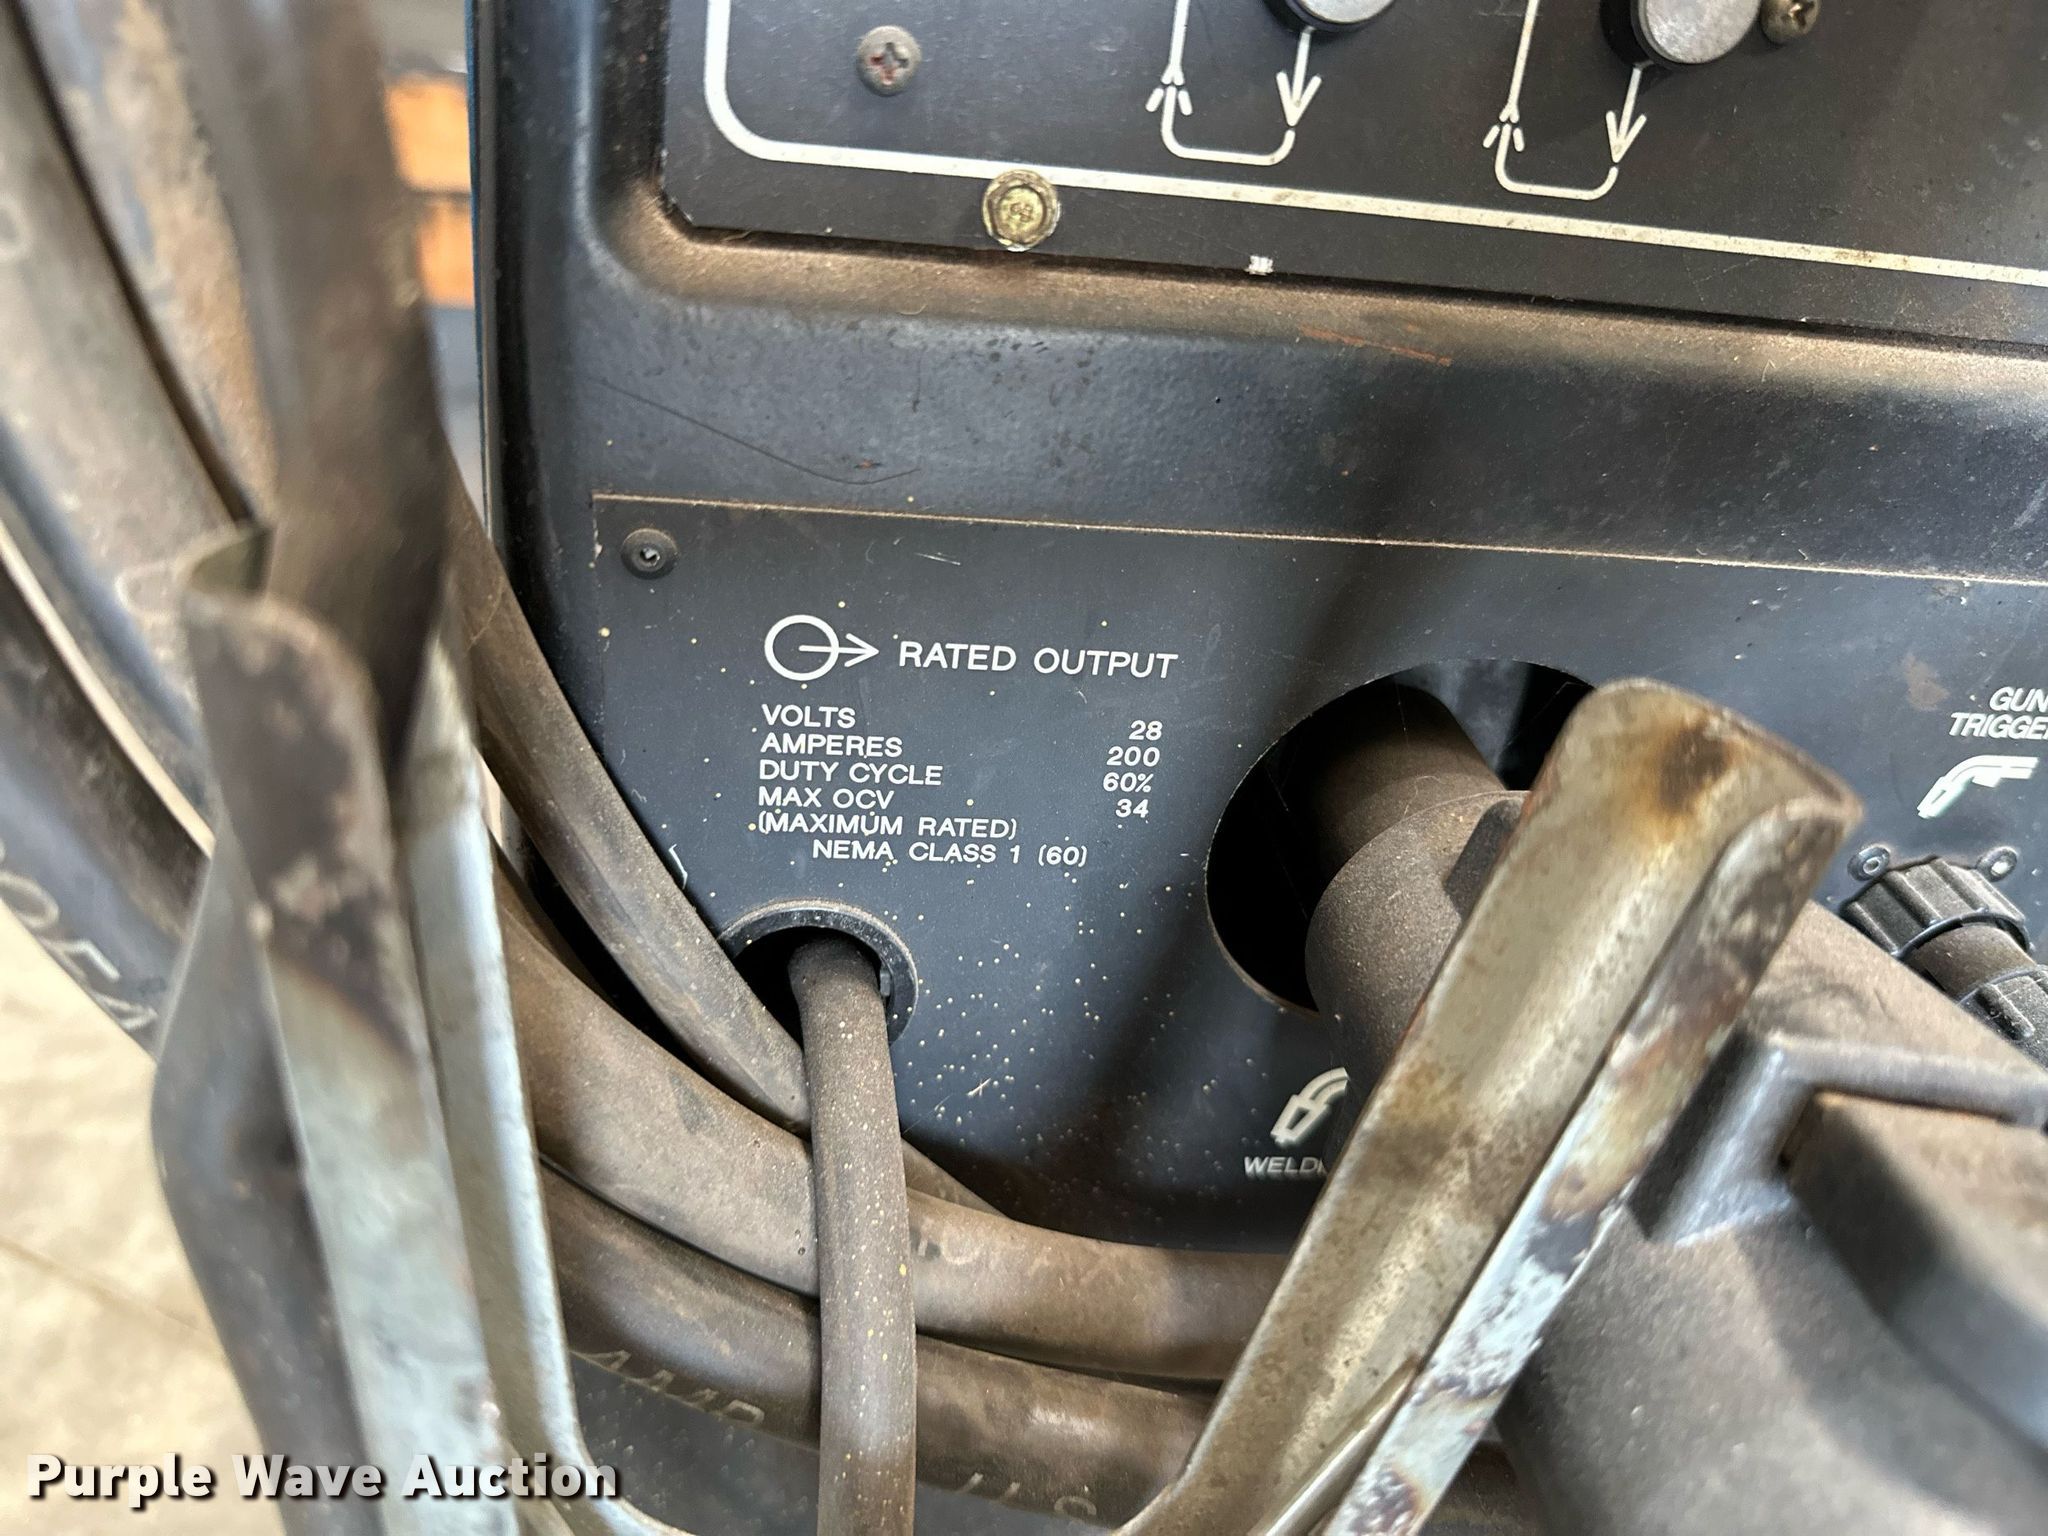 RATED OUTPUT
VOLTS 28
AMPERES 200
DUTY CYCLE 60%
MAX OCV 34
(MAXIMUM RATED)
NEMA CLASS 1 (60)
GUN
TRIGGE
WELD
Purple Wave Auction